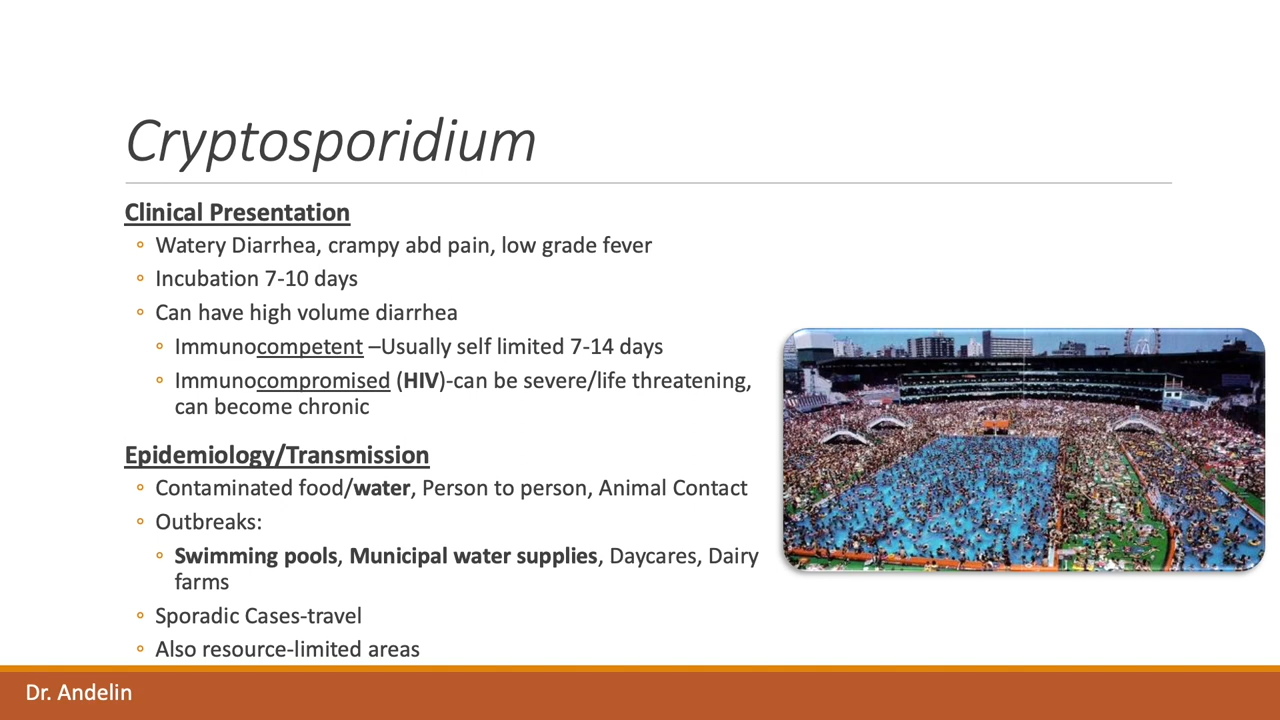 Cryptosporidium
Clinical Presentation
Watery Diarrhea, crampy abd pain, low grade fever
Incubation 7-10 days
Can have high volume diarrhea
Immunocompetent –Usually self limited 7-14 days
Immunocompromised (HIV)-can be severe/life threatening,
can become chronic
Epidemiology/Transmission
Contaminated food/water, Person to person, Animal Contact
Outbreaks:
Swimming pools, Municipal water supplies, Daycares, Dairy
farms
Sporadic Cases-travel
Also resource-limited areas
Dr. Andelin